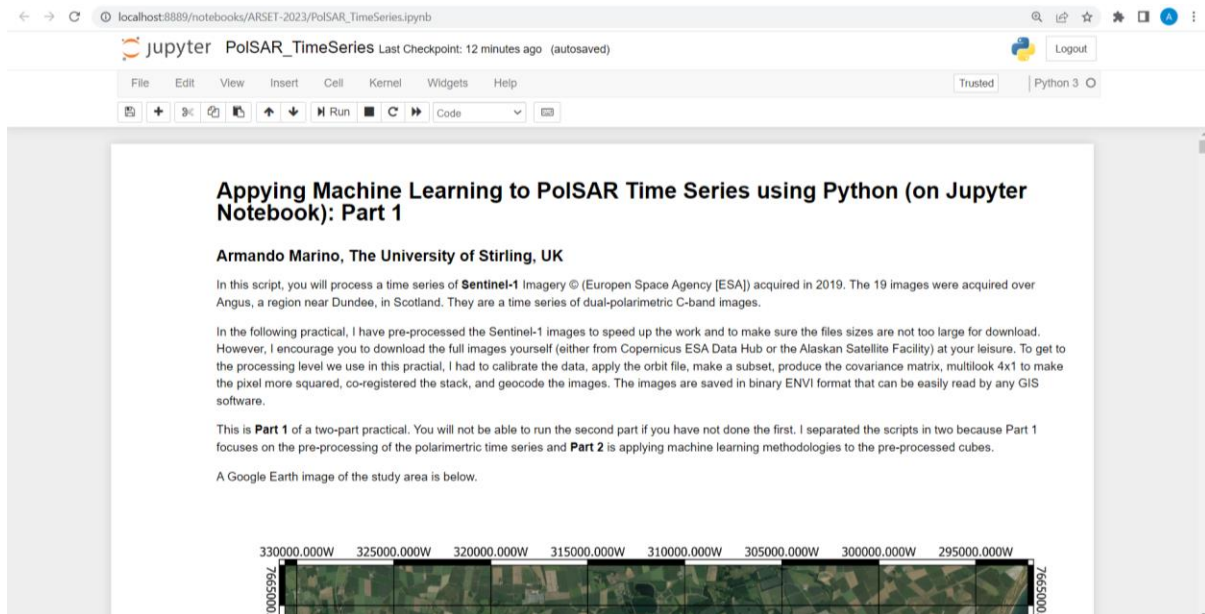 localhost:8889/notebooks/ARSET-2023/PolSAR_TimeSeries.ipynb
A
jupyter PolSAR_TimeSeries Last Checkpoint: 12 minutes ago (autosaved)
Logout
File Edit View Insert Cell Kernel Widgets Help
Trusted Python 3
Run Code
Appying Machine Learning to PolSAR Time Series using Python (on Jupyter
Notebook): Part 1
Armando Marino, The University of Stirling, UK
In this script, you will process a time series of Sentinel-1 Imagery © (Europen Space Agency [ESA]) acquired in 2019. The 19 images were acquired over
Angus, a region near Dundee, in Scotland. They are a time series of dual-polarimetric C-band images.
In the following practical, I have pre-processed the Sentinel-1 images to speed up the work and to make sure the files sizes are not too large for download.
However, I encourage you to download the full images yourself (either from Copernicus ESA Data Hub or the Alaskan Satellite Facility) at your leisure. To get to
the processing level we use in this practial, I had to calibrate the data, apply the orbit file, make a subset, produce the covariance matrix, multilook 4x1 to make
the pixel more squared, co-registered the stack, and geocode the images. The images are saved in binary ENVI format that can be easily read by any GIS
software.
This is Part 1 of a two-part practical. You will not be able to run the second part if you have not done the first. I separated the scripts in two because Part 1
focuses on the pre-processing of the polarimertric time series and Part 2 is applying machine learning methodologies to the pre-processed cubes.
A Google Earth image of the study area is below.
330000.000W 325000.000W 320000.000W 315000.000W 310000.000W 305000.000W 300000.000W 295000.000W
7665000
7665000